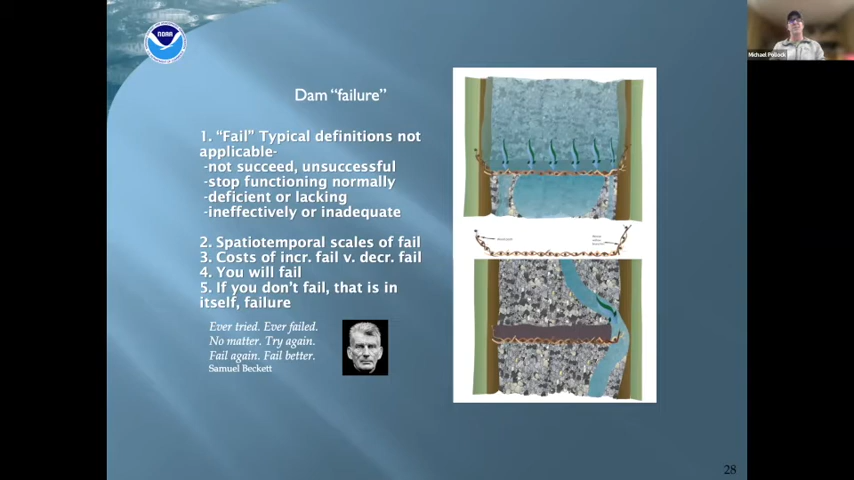 NOAA
Michael Pollock
Dam “failure”
1. “Fail” Typical definitions not
applicable-
-not succeed, unsuccessful
-stop functioning normally
-deficient or lacking
-ineffectively or inadequate
2. Spatiotemporal scales of fail
3. Costs of incr. fail v. decr. fail
4. You will fail
5. If you don’t fail, that is in
itself, failure
Ever tried. Ever failed.
No matter. Try again.
Fail again. Fail better.
Samuel Beckett
28